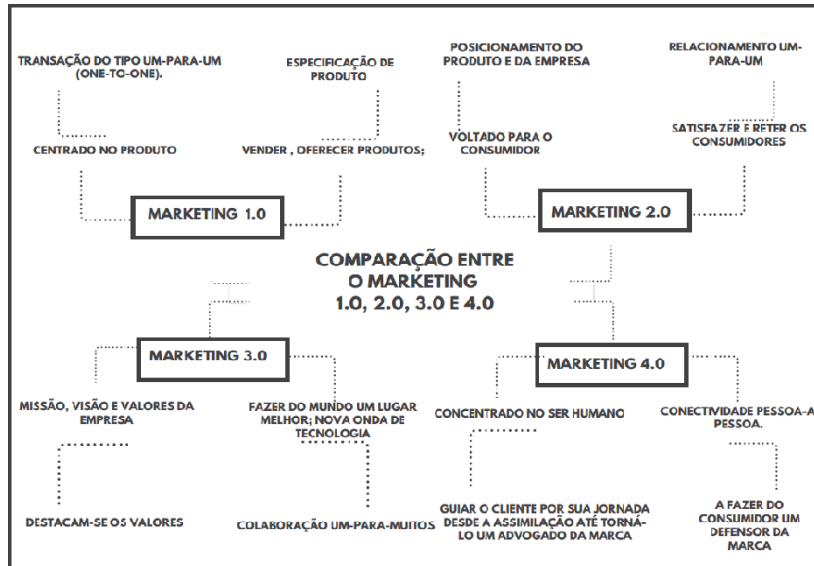 TRANSAÇÃO DO TIPO UM-PARA-UM
(ONE-TO-ONE).
ESPECIFICAÇÃO DE
PRODUTO
CENTRADO NO PRODUTO
VENDER , OFERECER PRODUTOS;
MARKETING 1.0
POSICIONAMENTO DO
PRODUTO E DA EMPRESA
RELACIONAMENTO UM-
PARA-UM
VOLTADO PARA O
CONSUMIDOR
SATISFAZER E RETER OS
CONSUMIDORES
MARKETING 2.0
COMPARAÇÃO ENTRE
O MARKETING
1.0, 2.0, 3.0 E 4.0
MARKETING 3.0
MISSÃO, VISÃO E VALORES DA
EMPRESA
FAZER DO MUNDO UM LUGAR
MELHOR; NOVA ONDA DE
TECNOLOGIA
DESTACAM-SE OS VALORES
COLABORAÇÃO UM-PARA-MUITOS
MARKETING 4.0
CONCENTRADO NO SER HUMANO
CONECTIVIDADE PESSOA-A
PESSOA.
GUIAR O CLIENTE POR SUA JORNADA
DESDE A ASSIMILAÇÃO ATÉ TORNÁ-
LO UM ADVOGADO DA MARCA
A FAZER DO
CONSUMIDOR UM
DEFENSOR DA
MARCA